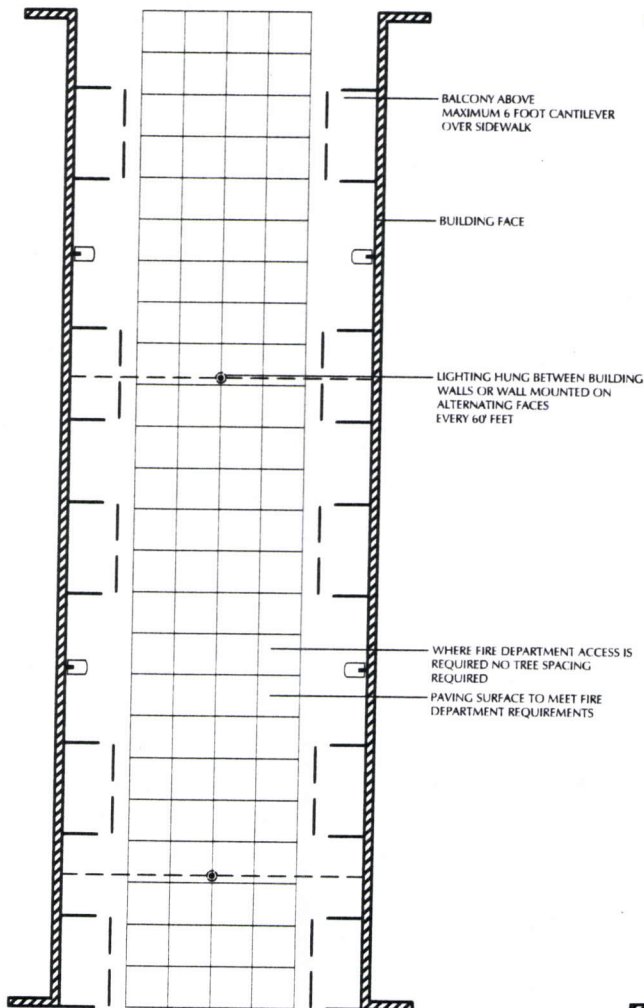 BALCONY ABOVE
MAXIMUM 6 FOOT CANTILEVER
OVER SIDEWALK
BUILDING FACE
LIGHTING HUNG BETWEEN BUILDING
WALLS OR WALL MOUNTED ON
ALTERNATING FACES
EVERY 60' FEET
WHERE FIRE DEPARTMENT ACCESS IS
REQUIRED NO TREE SPACING
REQUIRED
PAVING SURFACE TO MEET FIRE
DEPARTMENT REQUIREMENTS